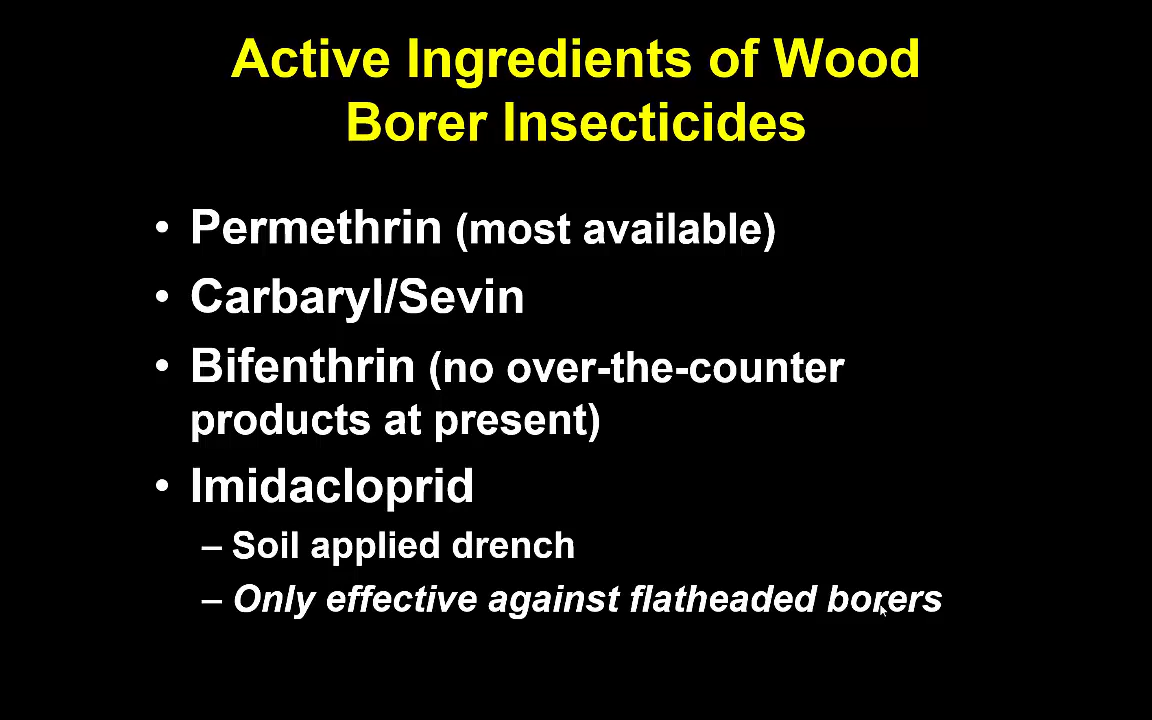 Active Ingredients of Wood
Borer Insecticides
• Permethrin (most available)
• Carbaryl/Sevin
• Bifenthrin (no over-the-counter
products at present)
• Imidacloprid
– Soil applied drench
– Only effective against flatheaded borers